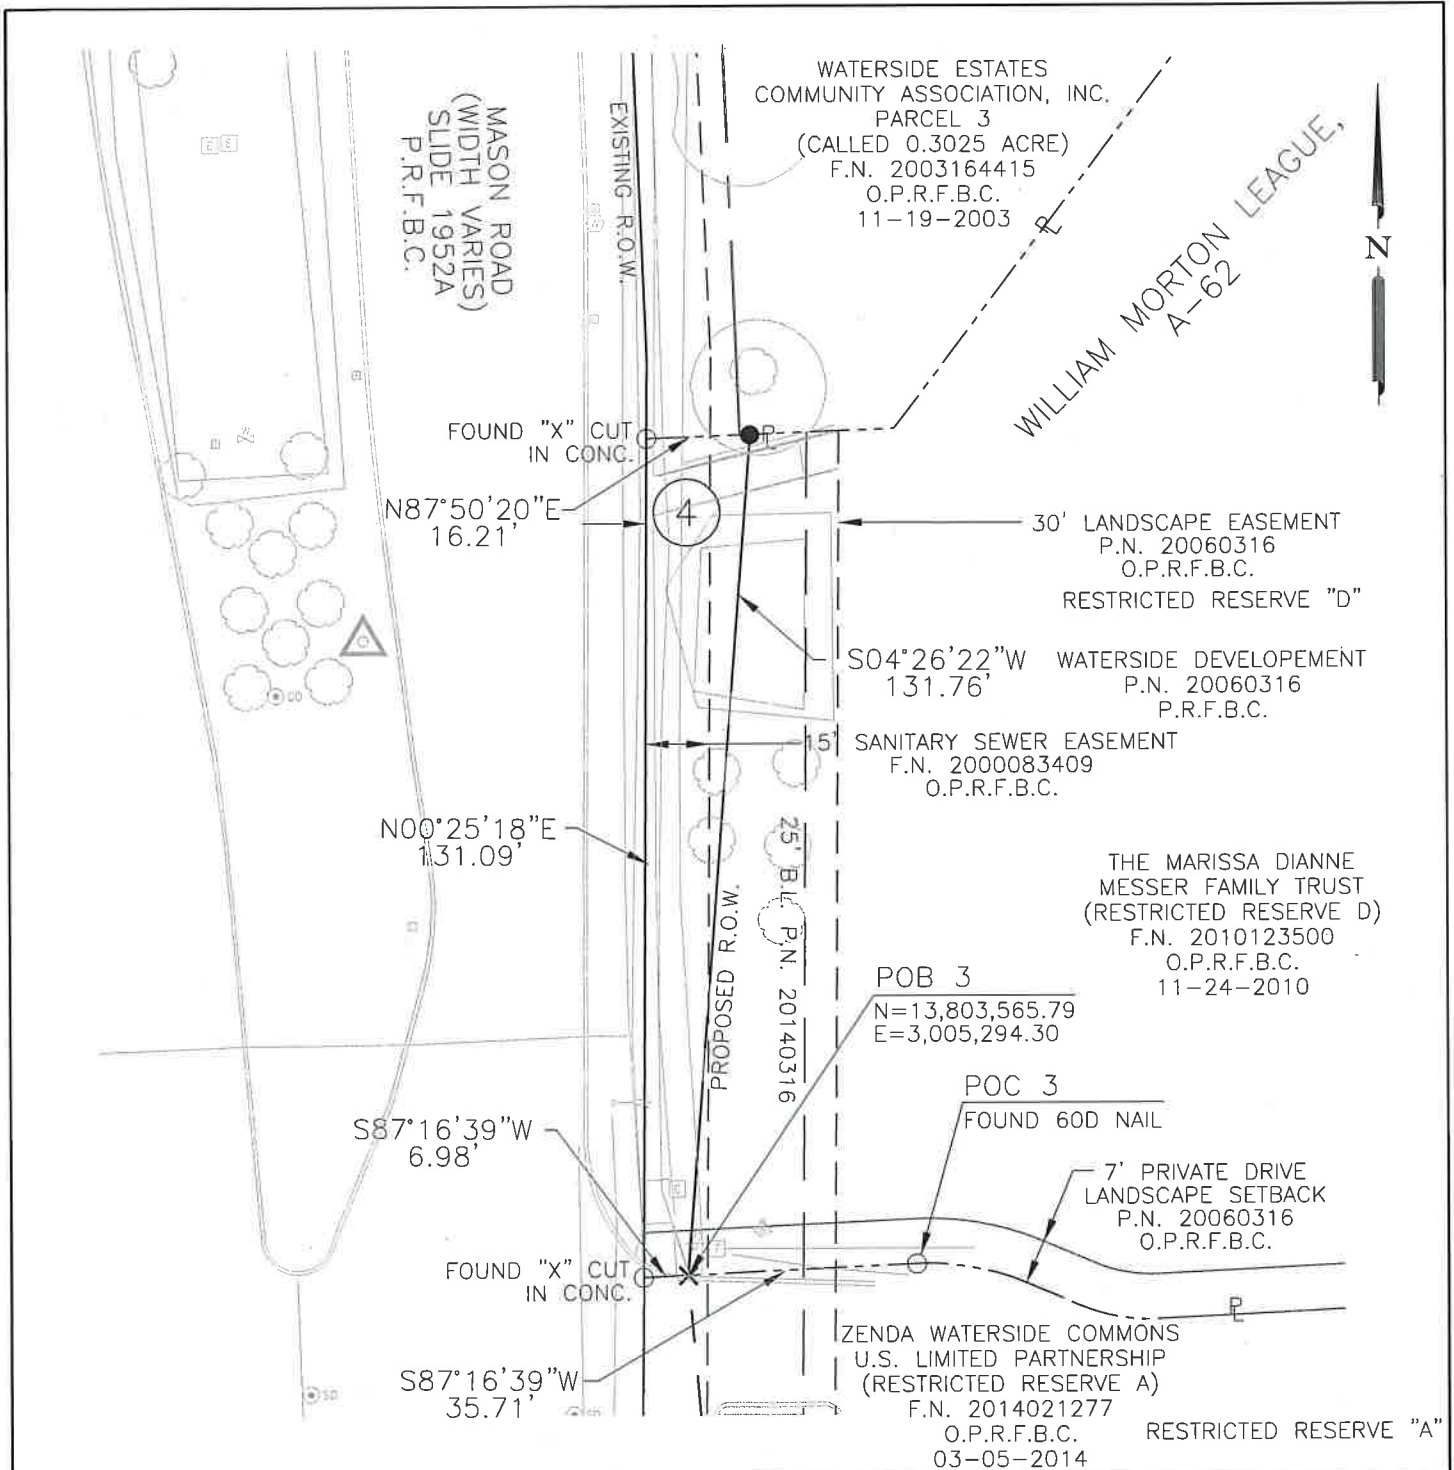 WATERSIDE ESTATES
COMMUNITY ASSOCIATION, INC.
PARCEL 3
(CALLED 0.3025 ACRE)
F.N. 2003164415
O.P.R.F.B.C.
11-19-2003
MASON ROAD
(WIDTH VARIES)
SLIDE 1952A
P.R.F.B.C.
EXISTING R.O.W.
WILLIAM MORTON LEAGUE,
A-62
N
PL
FOUND "X" CUT
IN CONC.
PL
N87°50'20"E
16.21'
4
30' LANDSCAPE EASEMENT
P.N. 20060316
O.P.R.F.B.C.
RESTRICTED RESERVE "D"
S04°26'22"W
131.76'
WATERSIDE DEVELOPEMENT
P.N. 20060316
P.R.F.B.C.
SD
15' SANITARY SEWER EASEMENT
F.N. 2000083409
O.P.R.F.B.C.
N00°25'18"E
131.09'
25' B.L. P.N. 20140316
PROPOSED R.O.W.
THE MARISSA DIANNE
MESSER FAMILY TRUST
(RESTRICTED RESERVE D)
F.N. 2010123500
O.P.R.F.B.C.
11-24-2010
POB 3
N=13,803,565.79
E=3,005,294.30
POC 3
FOUND 60D NAIL
S87°16'39"W
6.98'
7' PRIVATE DRIVE
LANDSCAPE SETBACK
P.N. 20060316
O.P.R.F.B.C.
FOUND "X" CUT
IN CONC.
PL
S87°16'39"W
35.71'
SD
ZENDA WATERSIDE COMMONS
U.S. LIMITED PARTNERSHIP
(RESTRICTED RESERVE A)
F.N. 2014021277
O.P.R.F.B.C.
03-05-2014
RESTRICTED RESERVE "A"